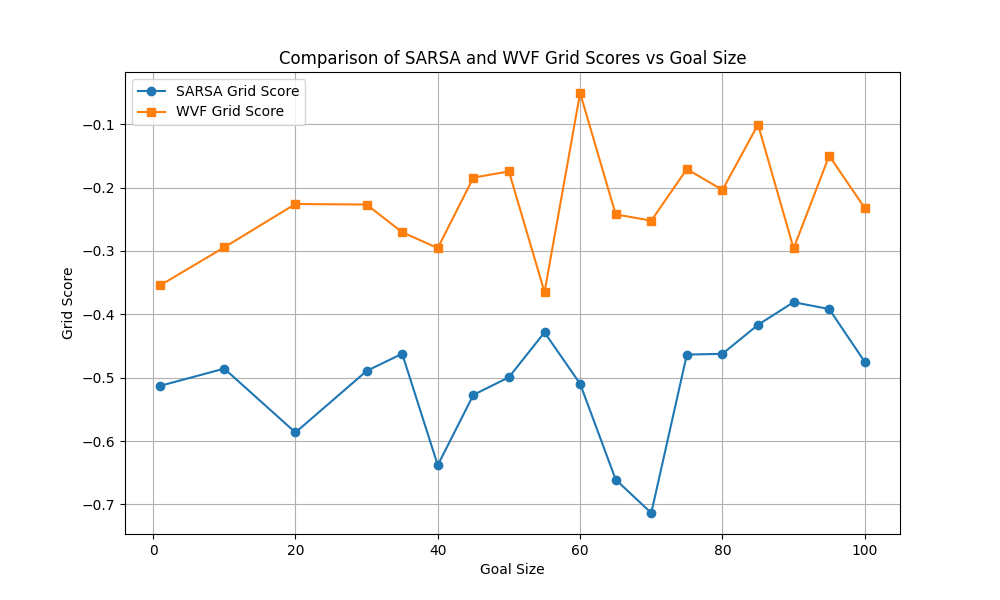 Comparison of SARSA and WVF Grid Scores vs Goal Size
SARSA Grid Score
WVF Grid Score
−0.1
−0.2
−0.3
−0.4
−0.5
−0.6
−0.7
Grid Score
0 20 40 60 80 100
Goal Size